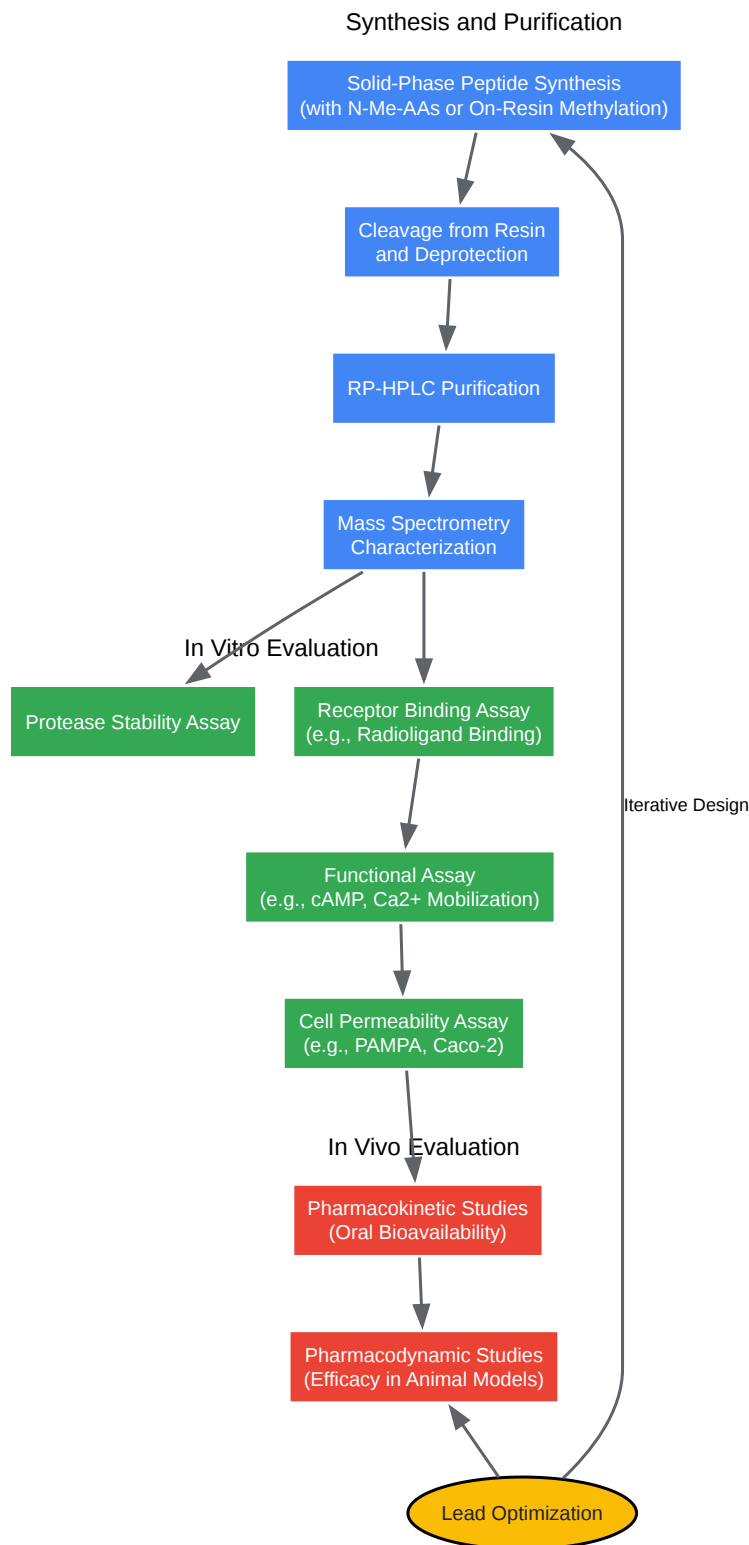 Synthesis and Purification
Solid-Phase Peptide Synthesis
(with N-Me-AAs or On-Resin Methylation)
Cleavage from Resin
and Deprotection
RP-HPLC Purification
Mass Spectrometry
Characterization
In Vitro Evaluation
Protease Stability Assay
Receptor Binding Assay
(e.g., Radioligand Binding)
Iterative Design
Functional Assay
(e.g., cAMP, Ca2+ Mobilization)
Cell Permeability Assay
(e.g., PAMPA, Caco-2)
In Vivo Evaluation
Pharmacokinetic Studies
(Oral Bioavailability)
Pharmacodynamic Studies
(Efficacy in Animal Models)
Lead Optimization